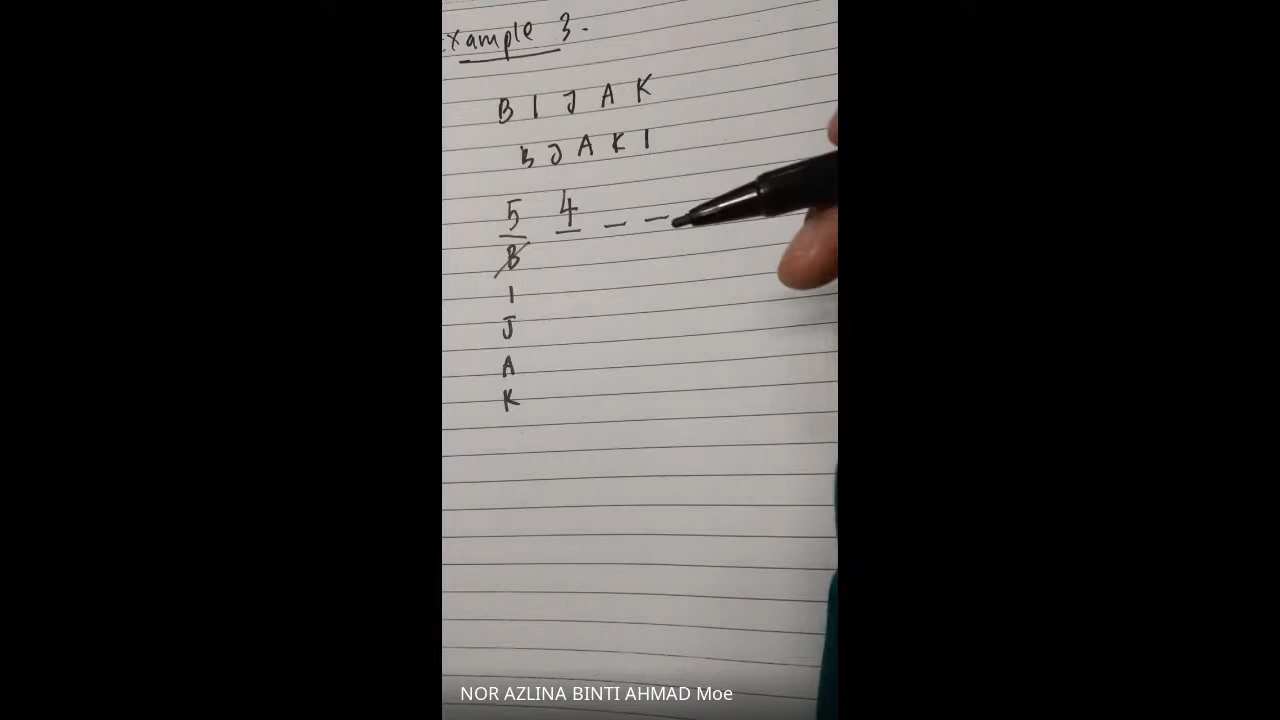 Example 3.
B I J A K
B J A K I
5 4 _ _
B
I
J
A
K
NOR AZLINA BINTI AHMAD Moe